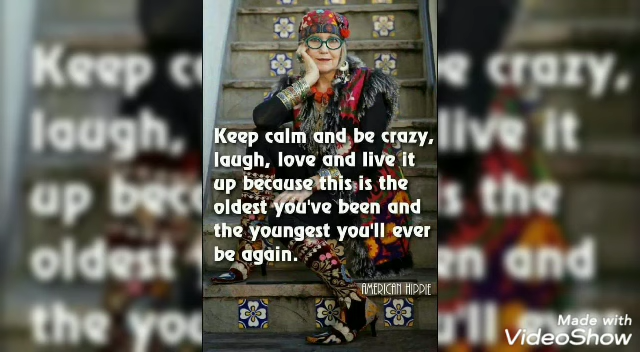 Keep calm and be crazy,
laugh, love and live it
up because this is the
oldest you've been and
the youngest you'll ever
be again.
AMERICAN HIPPIE
Made with
VideoShow